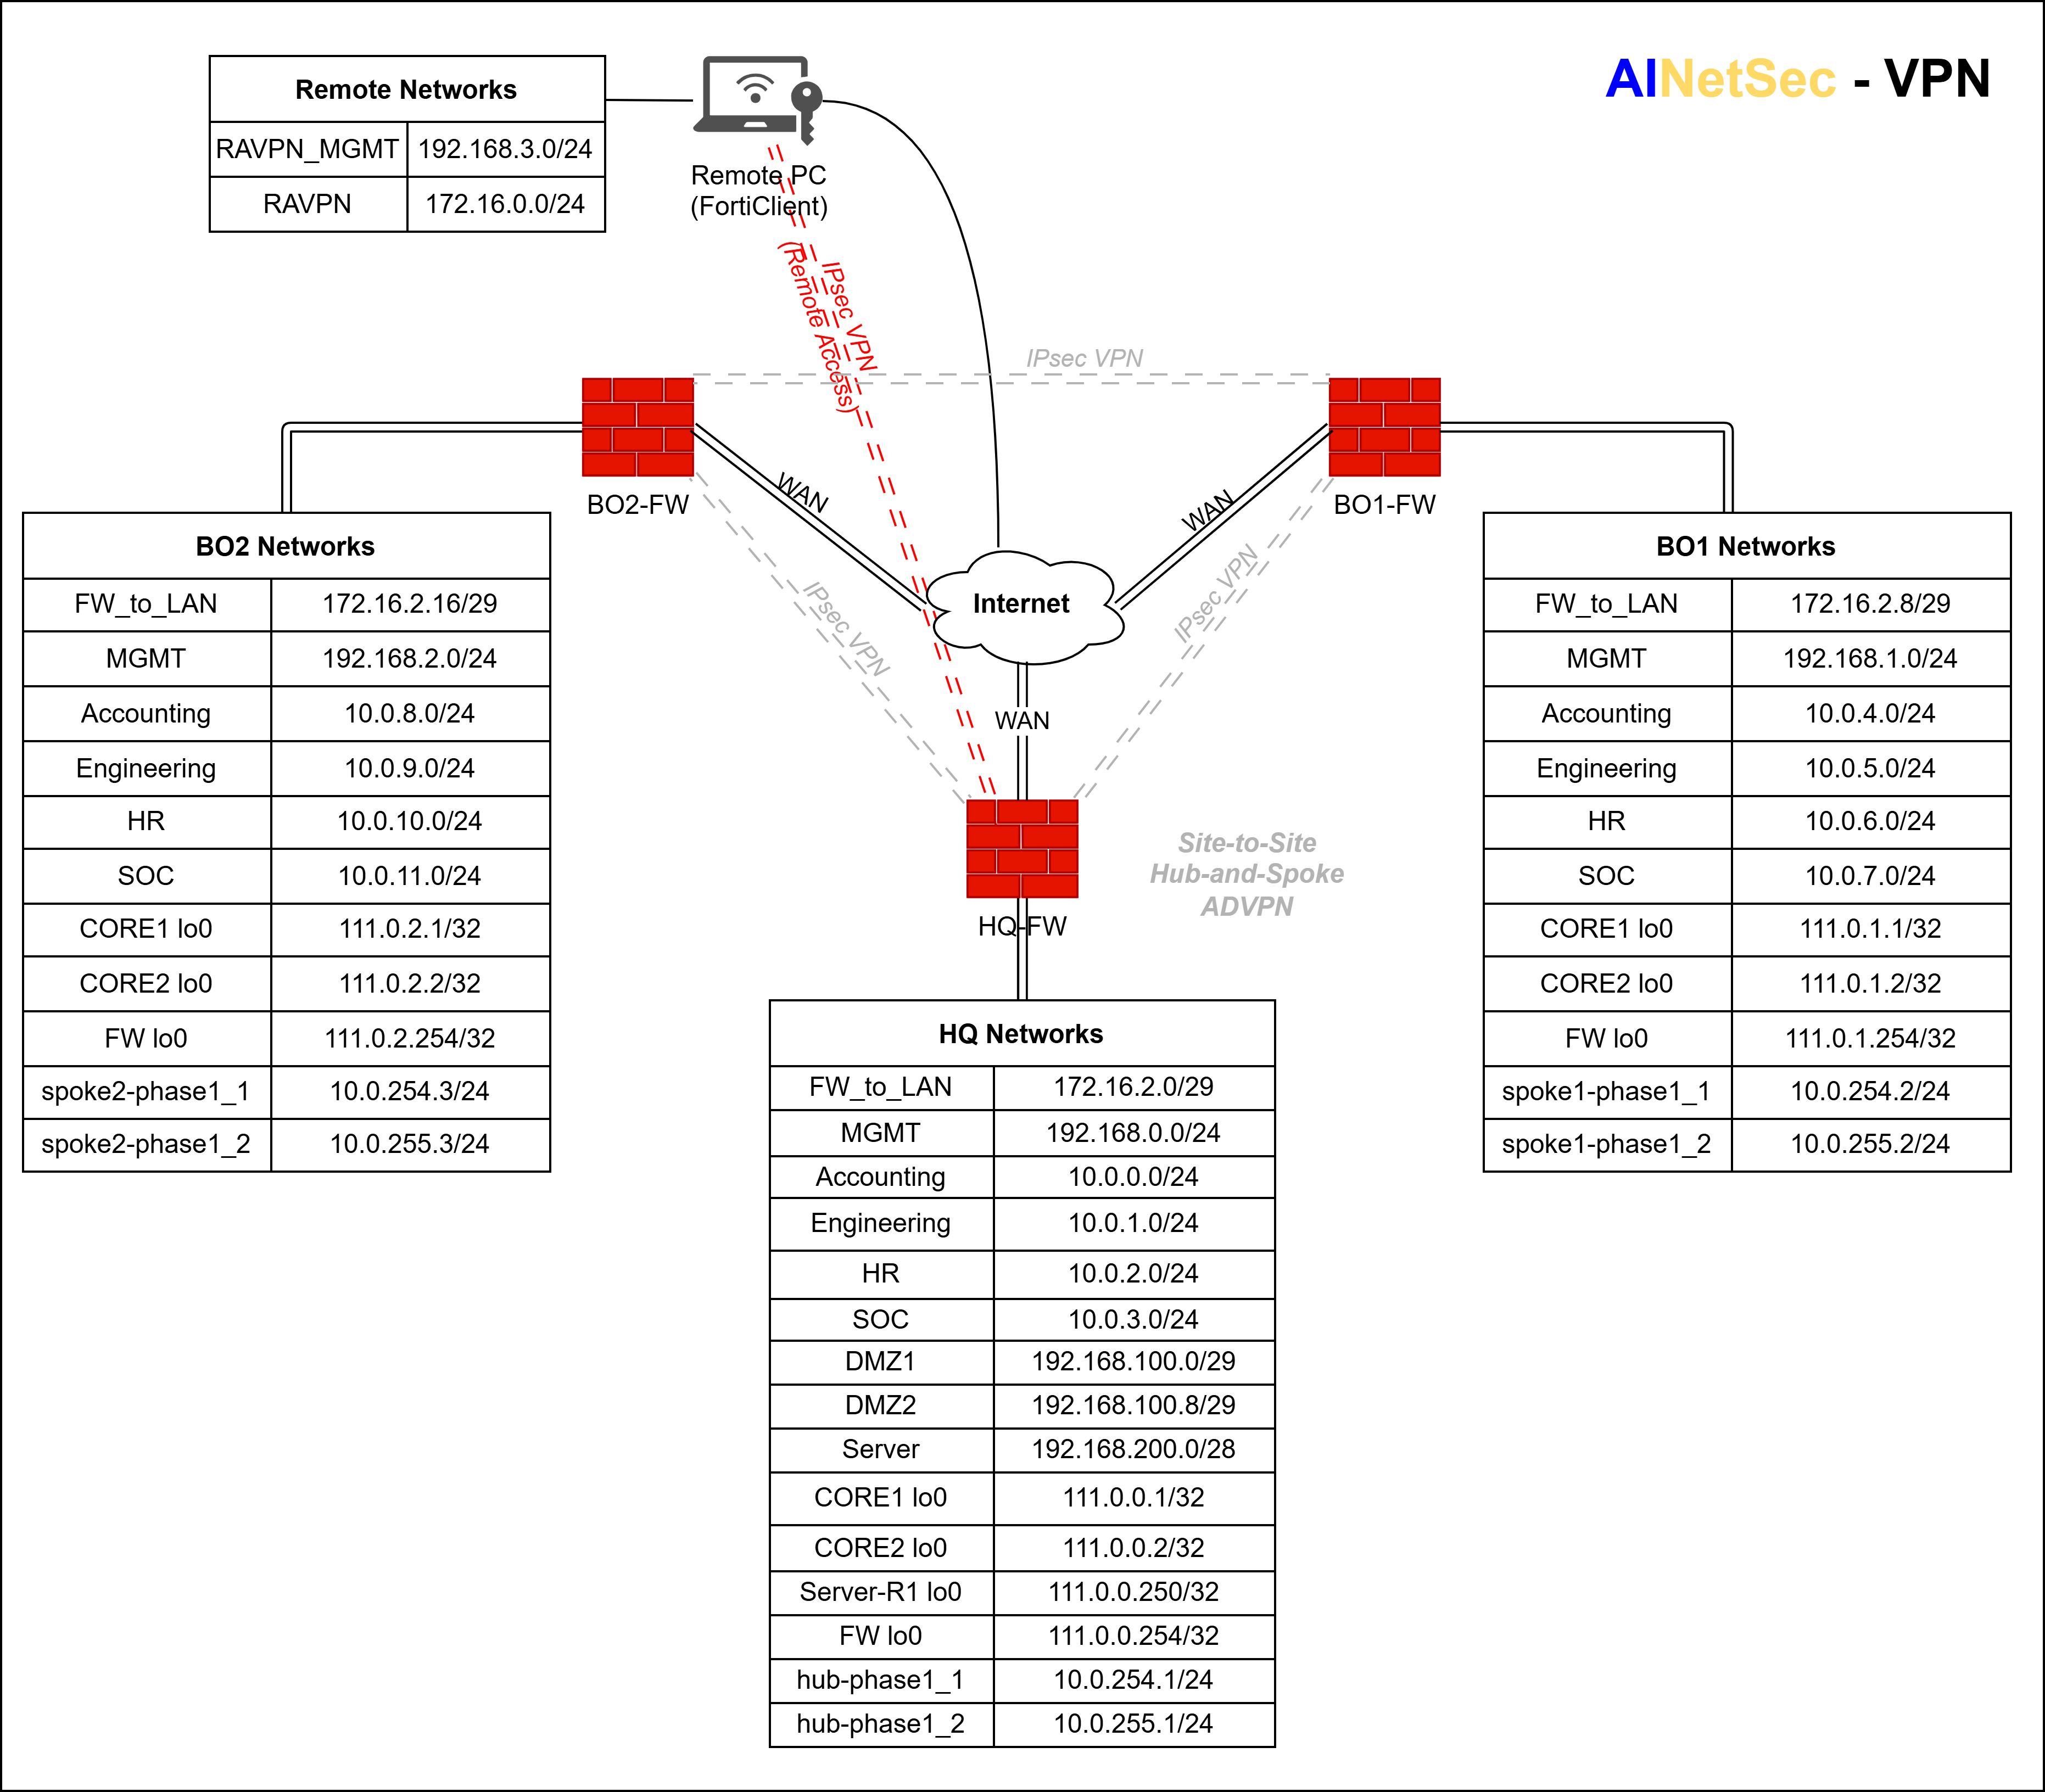 AINetSec - VPN
Remote Networks
RAVPN_MGMT 192.168.3.0/24
RAVPN 172.16.0.0/24
Remote PC
(FortiClient)
IPsec VPN
(Remote Access)
IPsec VPN
BO2-FW
BO1-FW
WAN
WAN
Internet
IPsec VPN
IPsec VPN
WAN
HQ-FW
Site-to-Site
Hub-and-Spoke
ADVPN
BO2 Networks
FW_to_LAN 172.16.2.16/29
MGMT 192.168.2.0/24
Accounting 10.0.8.0/24
Engineering 10.0.9.0/24
HR 10.0.10.0/24
SOC 10.0.11.0/24
CORE1 lo0 111.0.2.1/32
CORE2 lo0 111.0.2.2/32
FW lo0 111.0.2.254/32
spoke2-phase1_1 10.0.254.3/24
spoke2-phase1_2 10.0.255.3/24
BO1 Networks
FW_to_LAN 172.16.2.8/29
MGMT 192.168.1.0/24
Accounting 10.0.4.0/24
Engineering 10.0.5.0/24
HR 10.0.6.0/24
SOC 10.0.7.0/24
CORE1 lo0 111.0.1.1/32
CORE2 lo0 111.0.1.2/32
FW lo0 111.0.1.254/32
spoke1-phase1_1 10.0.254.2/24
spoke1-phase1_2 10.0.255.2/24
HQ Networks
FW_to_LAN 172.16.2.0/29
MGMT 192.168.0.0/24
Accounting 10.0.0.0/24
Engineering 10.0.1.0/24
HR 10.0.2.0/24
SOC 10.0.3.0/24
DMZ1 192.168.100.0/29
DMZ2 192.168.100.8/29
Server 192.168.200.0/28
CORE1 lo0 111.0.0.1/32
CORE2 lo0 111.0.0.2/32
Server-R1 lo0 111.0.0.250/32
FW lo0 111.0.0.254/32
hub-phase1_1 10.0.254.1/24
hub-phase1_2 10.0.255.1/24